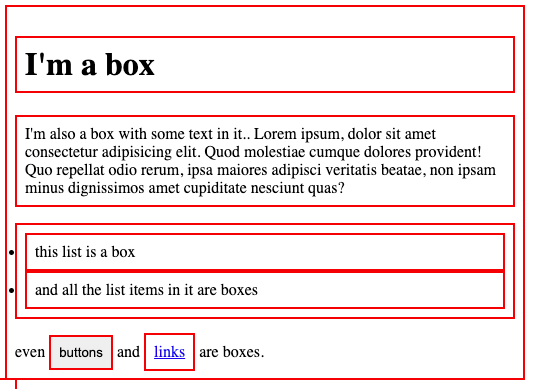 I'm a box
I'm also a box with some text in it.. Lorem ipsum, dolor sit amet
consectetur adipisicing elit. Quod molestiae cumque dolores provident!
Quo repellat odio rerum, ipsa maiores adipisci veritatis beatae, non ipsam
minus dignissimos amet cupiditate nesciunt quas?
this list is a box
and all the list items in it are boxes
even buttons and links are boxes.